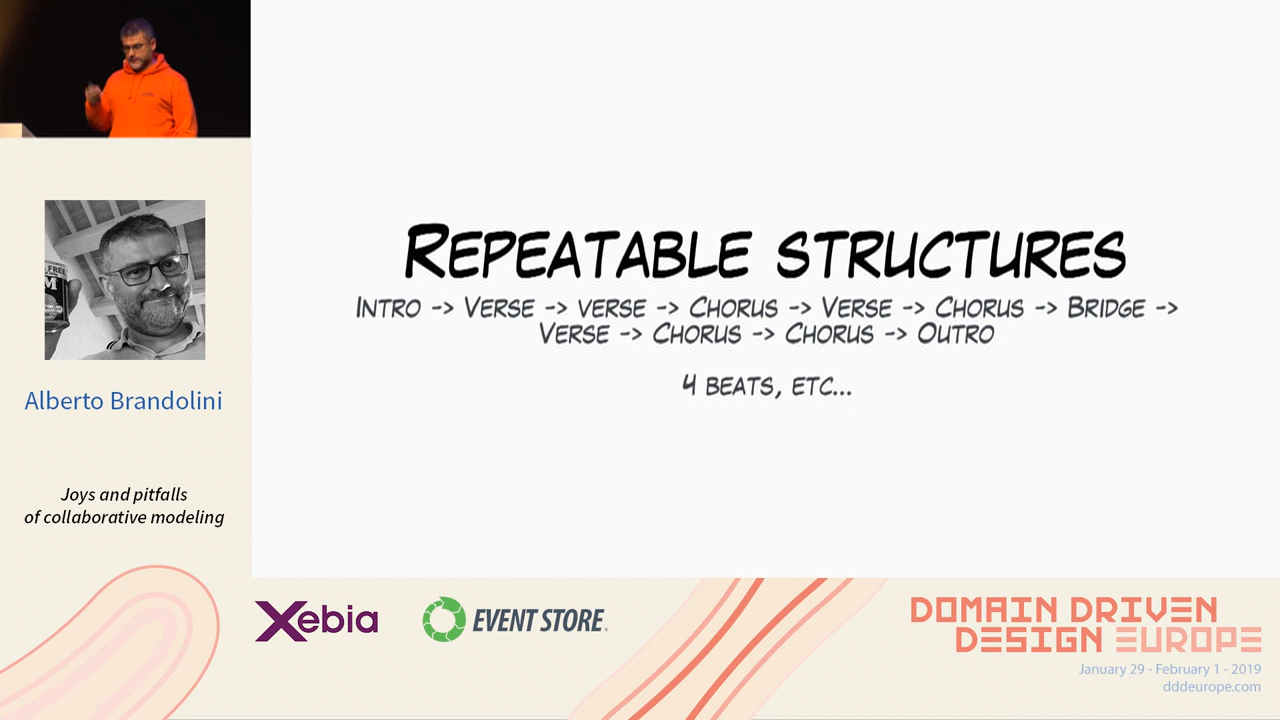 FREE
M
Alberto Brandolini
Joys and pitfalls
of collaborative modeling
Repeatable structures
Intro -> Verse -> verse -> Chorus -> Verse -> Chorus -> Bridge ->
Verse -> Chorus -> Chorus -> Outro
4 beats, etc...
Xebia
EVENT STORE.
DOMAIN DRIVEN
DESIGN EUROPE
January 29 - February 1 - 2019
dddeurope.com